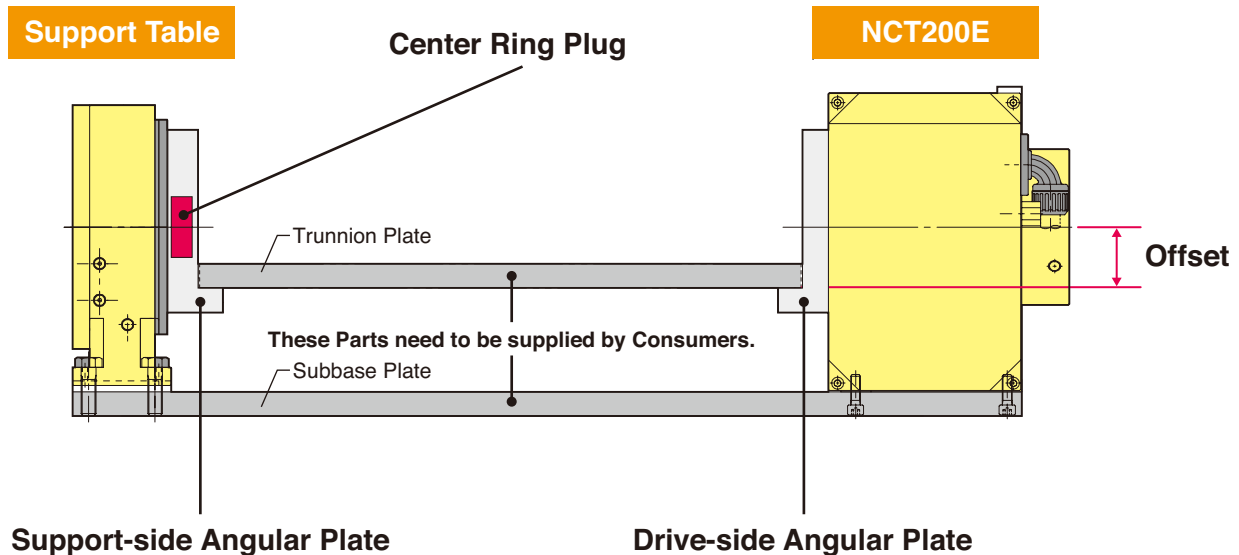 Support Table
Center Ring Plug
NCT200E
Trunnion Plate
Offset
These Parts need to be supplied by Consumers.
Subbase Plate
Support-side Angular Plate
Drive-side Angular Plate